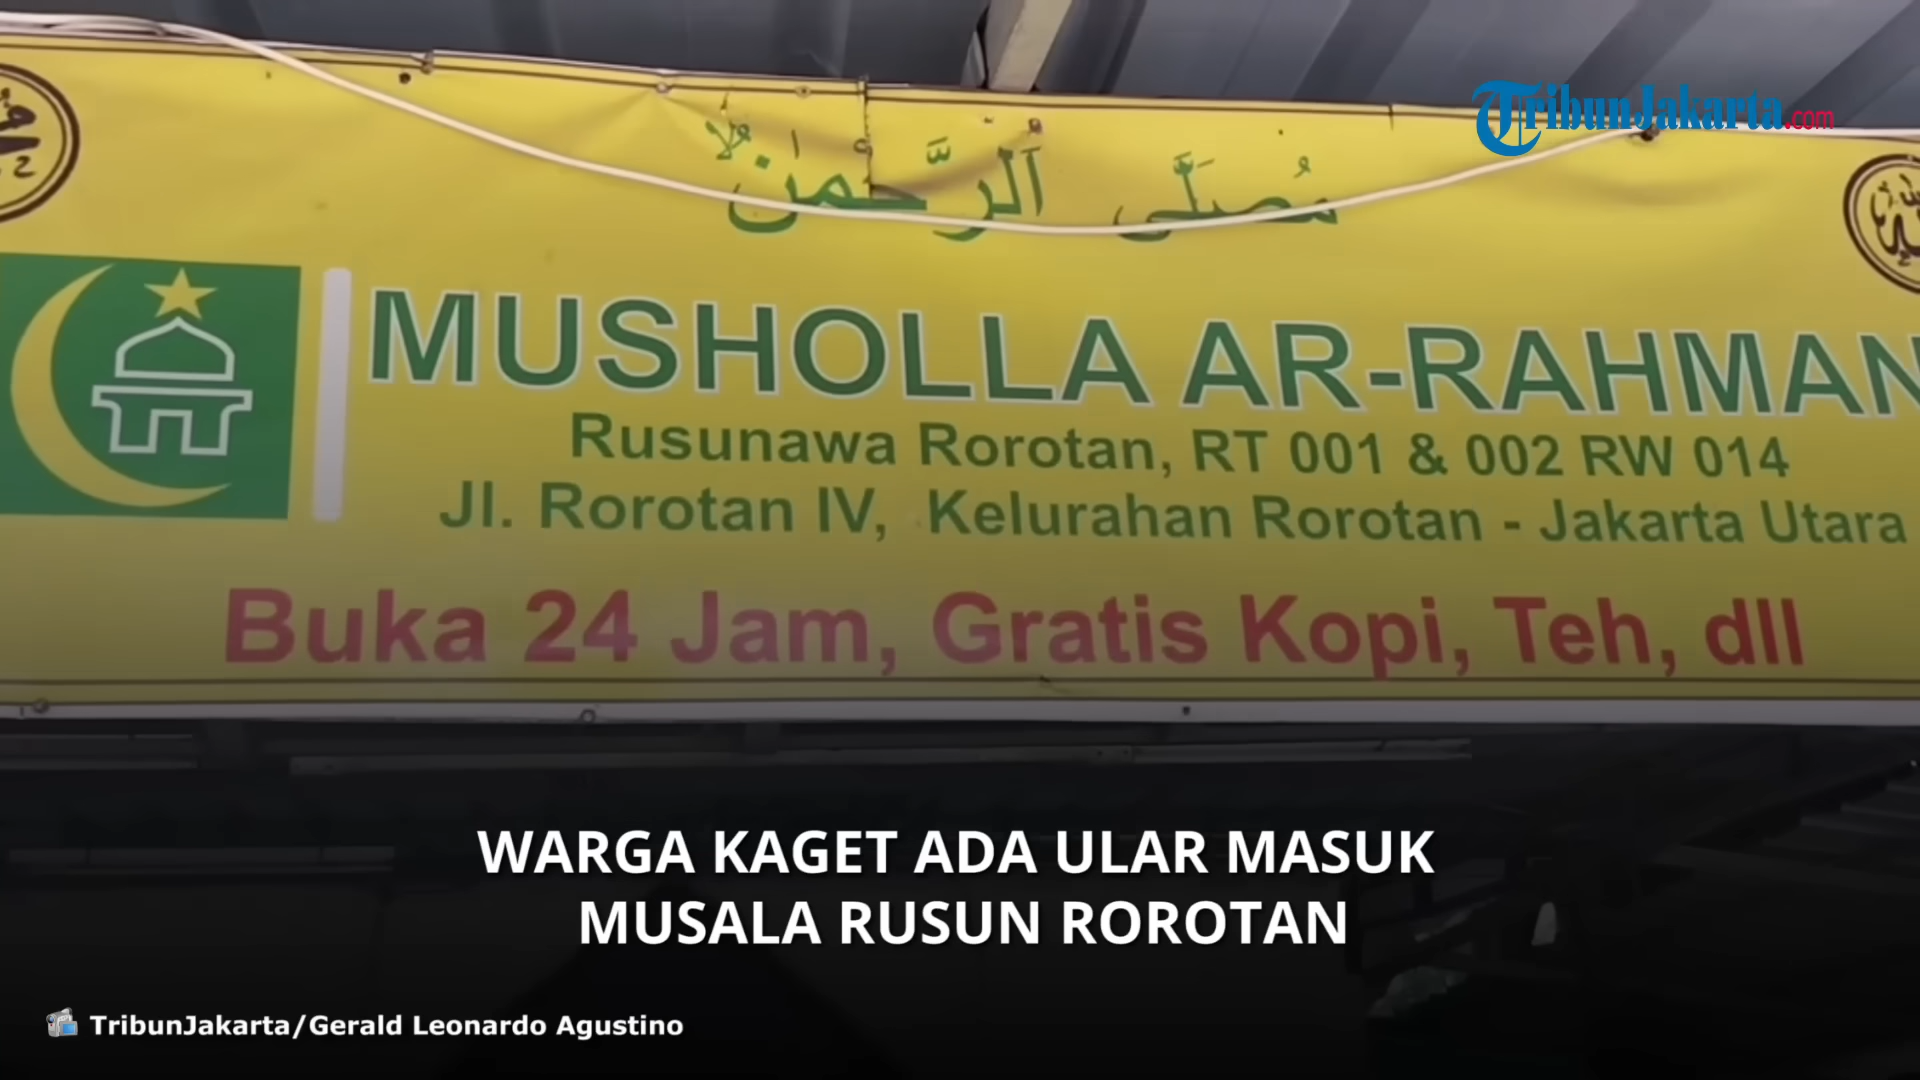 TribunJakarta.com
مُصَلَّى اَلرَّحْمٰنُ
MUSHOLLA AR-RAHMAN
Rusunawa Rorotan, RT 001 & 002 RW 014
Jl. Rorotan IV, Kelurahan Rorotan - Jakarta Utara
Buka 24 Jam, Gratis Kopi, Teh, dll
WARGA KAGET ADA ULAR MASUK
MUSALA RUSUN ROROTAN
TribunJakarta/Gerald Leonardo Agustino